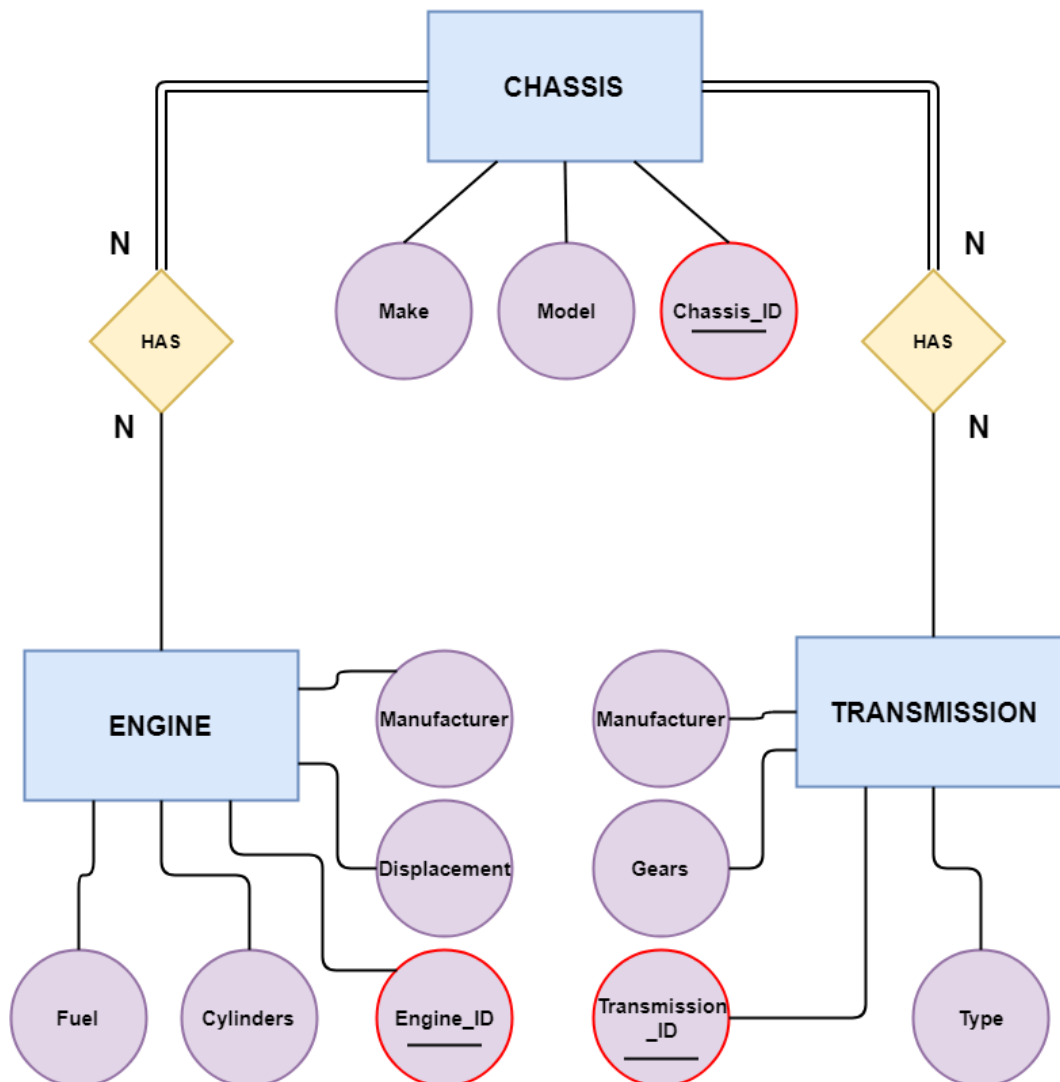 CHASSIS
N
N
Make
Model
Chassis_ID
HAS
HAS
N
N
ENGINE
Manufacturer
Manufacturer
TRANSMISSION
Displacement
Gears
Fuel
Cylinders
Engine_ID
Transmission
_ID
Type